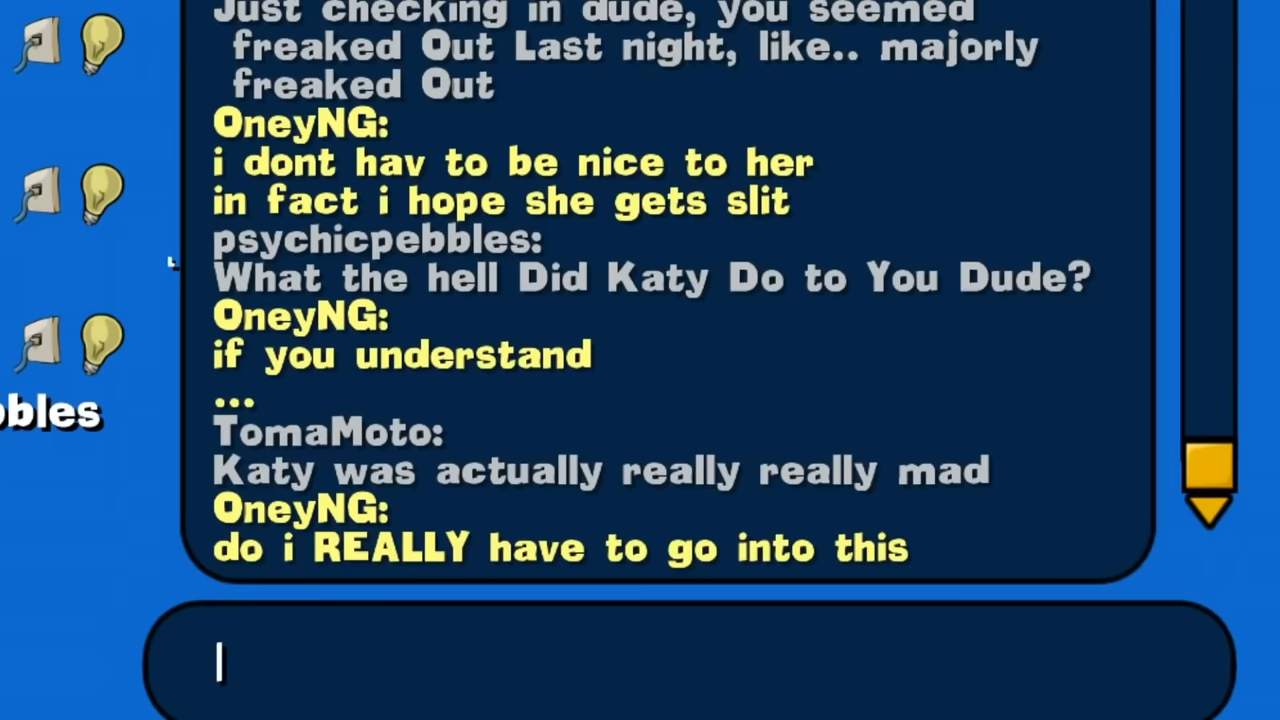 Just checking in dude, you seemed
freaked Out Last night, like.. majorly
freaked Out
OneyNG:
i dont hav to be nice to her
in fact i hope she gets slit
psychicpebbles:
What the hell Did Katy Do to You Dude?
OneyNG:
if you understand
...
bbles
TomaMoto:
Katy was actually really really mad
OneyNG:
do i REALLY have to go into this